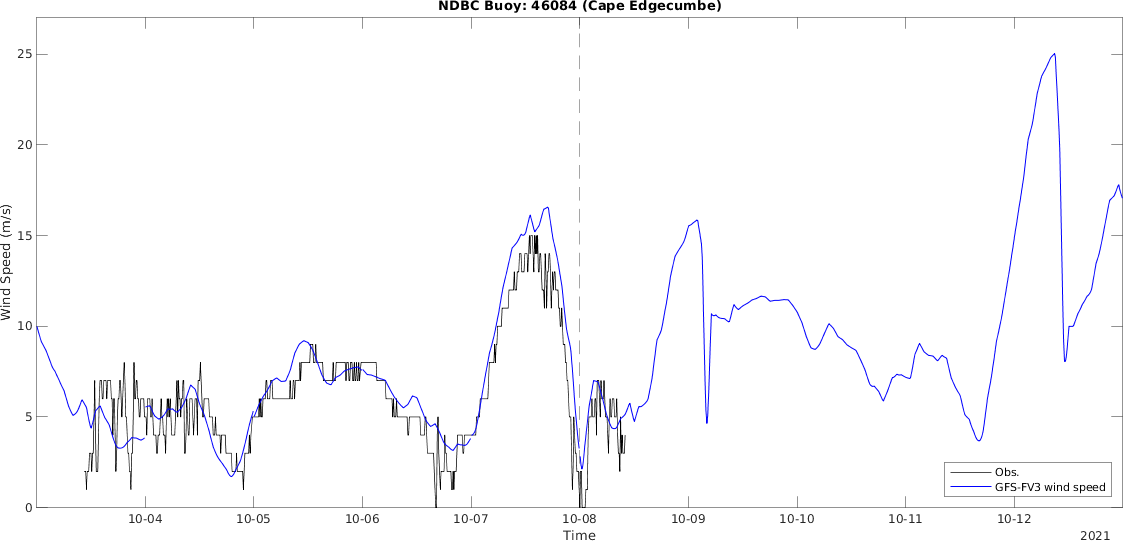 NDBC Buoy: 46084 (Cape Edgecumbe)
25
20
15
10
5
0
Wind Speed (m/s)
10-04 10-05 10-06 10-07 10-08 10-09 10-10 10-11 10-12
Time
2021
Obs.
GFS-FV3 wind speed